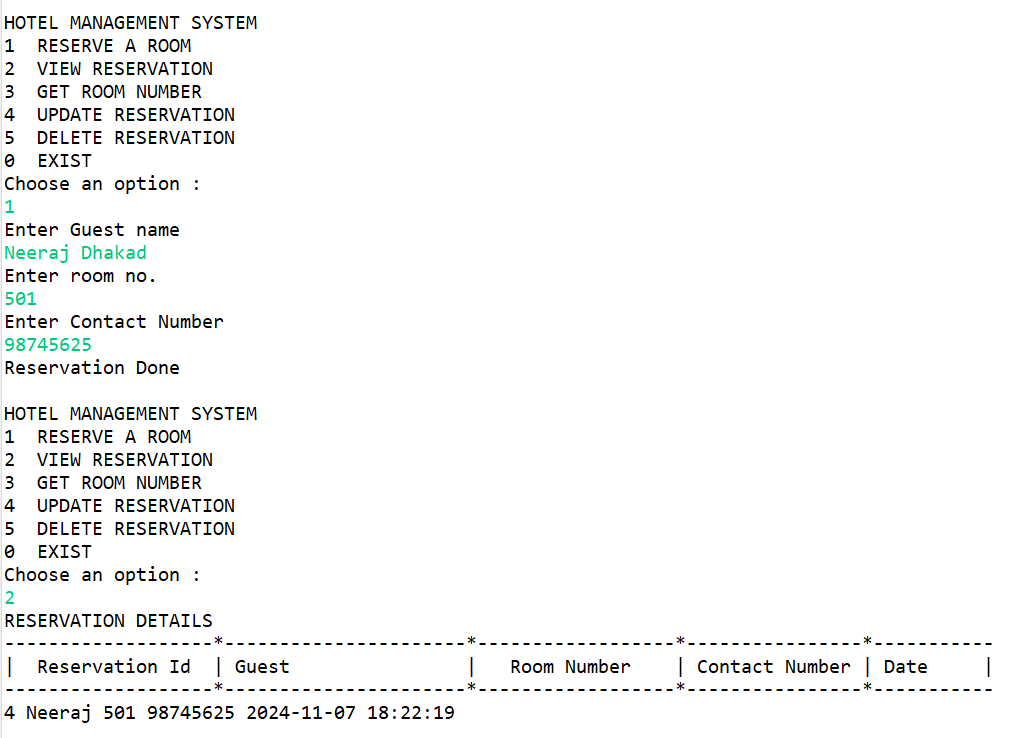 HOTEL MANAGEMENT SYSTEM
1  RESERVE A ROOM
2  VIEW RESERVATION
3  GET ROOM NUMBER
4  UPDATE RESERVATION
5  DELETE RESERVATION
0  EXIST
Choose an option :
1
Enter Guest name
Neeraj Dhakad
Enter room no.
501
Enter Contact Number
98745625
Reservation Done

HOTEL MANAGEMENT SYSTEM
1  RESERVE A ROOM
2  VIEW RESERVATION
3  GET ROOM NUMBER
4  UPDATE RESERVATION
5  DELETE RESERVATION
0  EXIST
Choose an option :
2
RESERVATION DETAILS
-------------------*----------------------*------------------*----------------*-----------
|  Reservation Id  | Guest                |   Room Number    | Contact Number | Date     |
-------------------*----------------------*------------------*----------------*-----------
4 Neeraj 501 98745625 2024-11-07 18:22:19